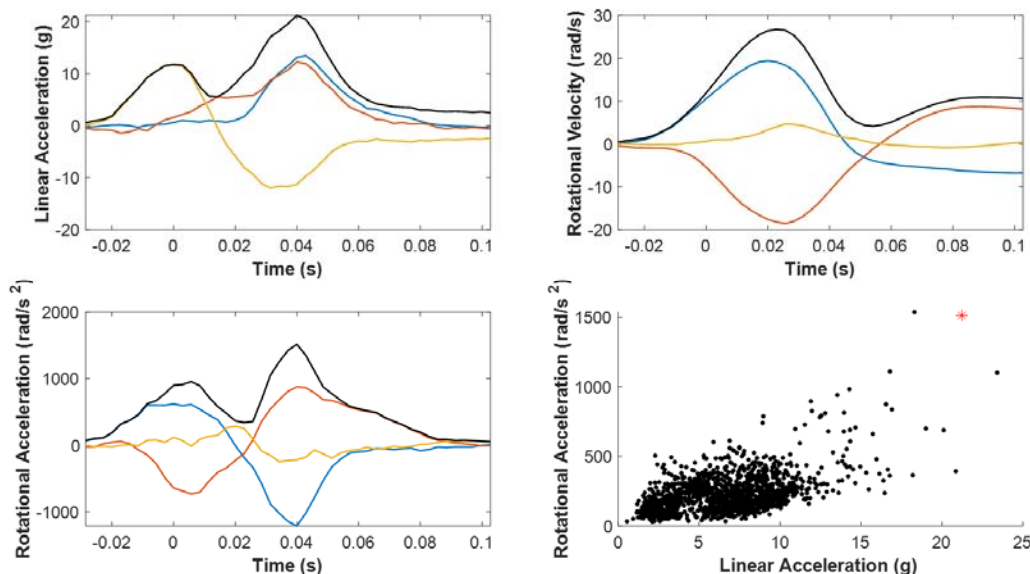 Linear Acceleration (g)
20
10
0
-10
-20
-0.02 0 0.02 0.04 0.06 0.08 0.1
Time (s)
Rotational Velocity (rad/s)
30
20
10
0
-10
-20
-0.02 0 0.02 0.04 0.06 0.08 0.1
Time (s)
Rotational Acceleration (rad/s 2)
2000
1000
0
-1000
-0.02 0 0.02 0.04 0.06 0.08 0.1
Time (s)
Rotational Acceleration (rad/s 2)
1500
1000
500
0
0 5 10 15 20 25
Linear Acceleration (g)